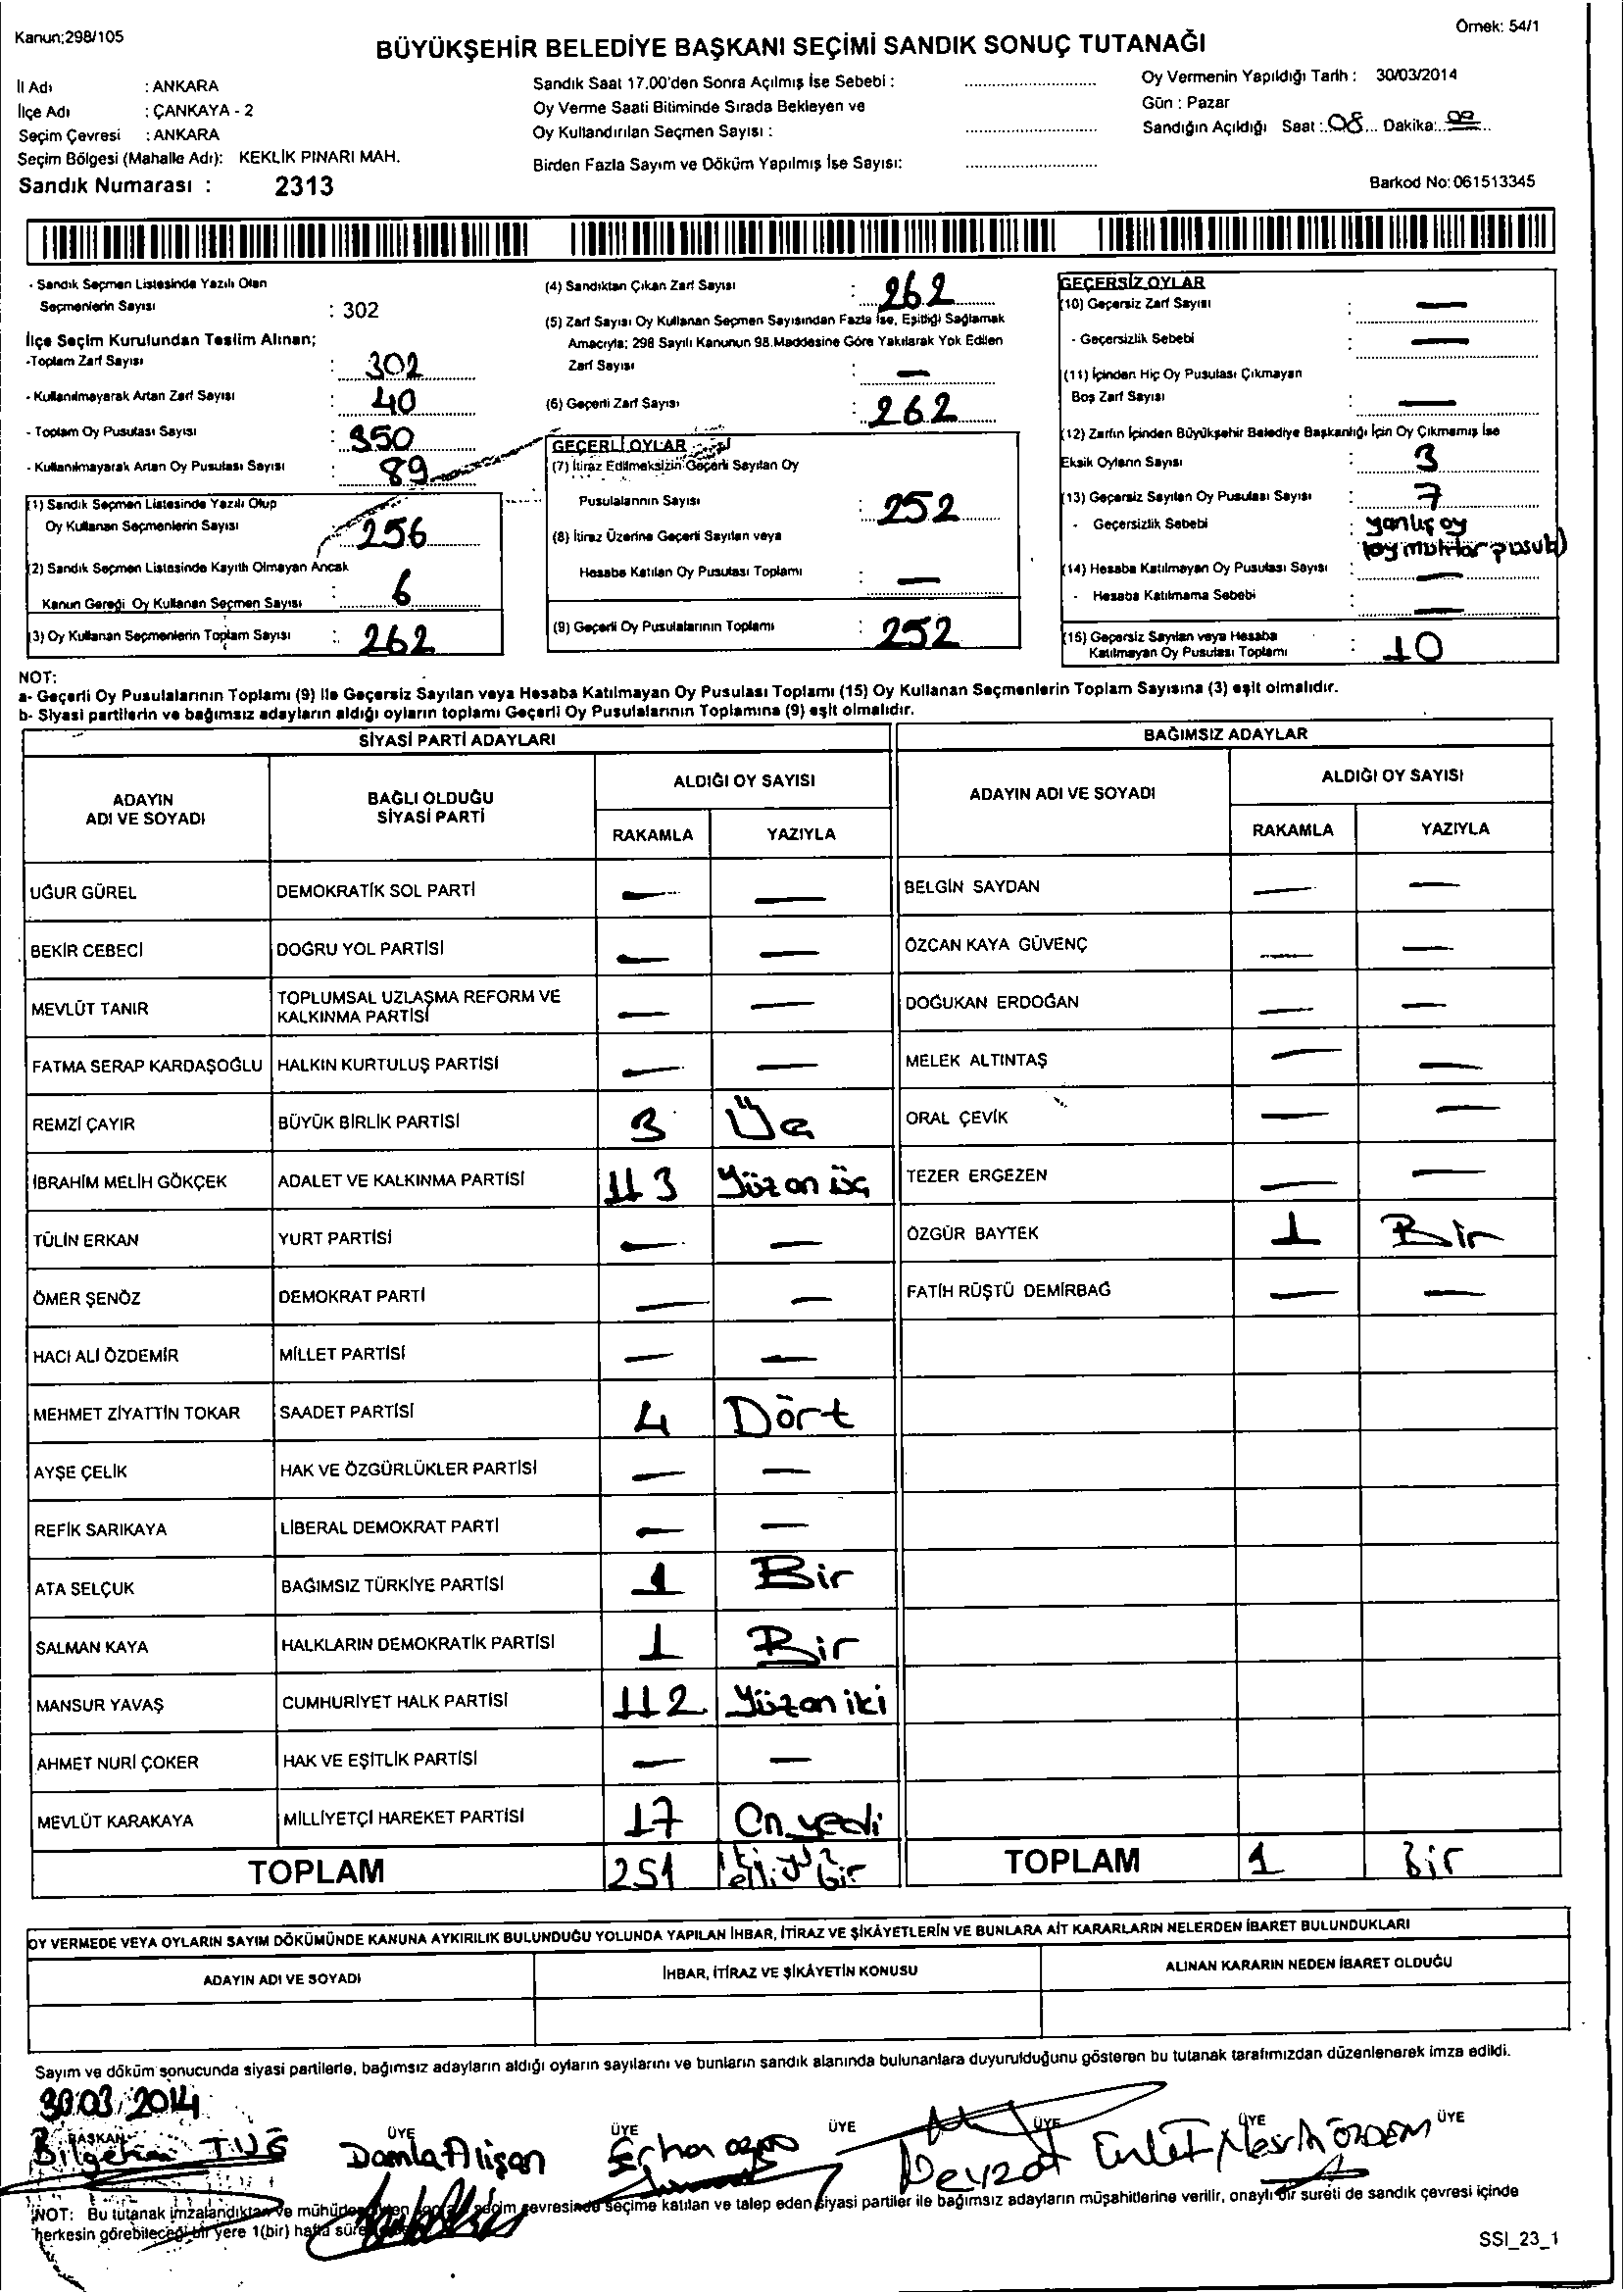 Kanun:298/105
Örnek: 54/1
BÜYÜKŞEHİR BELEDİYE BAŞKANI SEÇİMİ SANDIK SONUÇ TUTANAĞI
İl Adı : ANKARA
İlçe Adı : ÇANKAYA - 2
Seçim Çevresi : ANKARA
Seçim Bölgesi (Mahalle Adı): KEKLİK PINARI MAH.
Sandık Numarası : 2313
Sandık Saat 17.00'den Sonra Açılmış İse Sebebi :
Oy Verme Saati Bitiminde Sırada Bekleyen ve
Oy Kullandırılan Seçmen Sayısı :
Birden Fazla Sayım ve Döküm Yapılmış İse Sayısı:
Oy Vermenin Yapıldığı Tarih : 30/03/2014
Gün : Pazar
Sandığın Açıldığı Saat : 08 Dakika: 00
Barkod No: 061513345
- Sandık Seçmen Listesinde Yazılı Olan
Seçmenlerin Sayısı : 302
İlçe Seçim Kurulundan Teslim Alınan;
-Toplam Zarf Sayısı : 302
- Kullanılmayarak Artan Zarf Sayısı : 40
- Toplam Oy Pusulası Sayısı : 350
- Kullanılmayarak Artan Oy Pusulası Sayısı : 89
(1) Sandık Seçmen Listesinde Yazılı Olup
Oy Kullanan Seçmenlerin Sayısı : 256
(2) Sandık Seçmen Listesinde Kayıtlı Olmayan Ancak
Kanun Gereği Oy Kullanan Seçmen Sayısı : 6
(3) Oy Kullanan Seçmenlerin Toplam Sayısı : 262
(4) Sandıktan Çıkan Zarf Sayısı : 262
(5) Zarf Sayısı Oy Kullanan Seçmen Sayısından Fazla İse, Eşitliği Sağlamak
Amacıyla; 298 Sayılı Kanunun 98.Maddesine Göre Yakılarak Yok Edilen
Zarf Sayısı : —
(6) Geçerli Zarf Sayısı : 262
GEÇERLİ OYLAR
(7) İtiraz Edilmeksizin Geçerli Sayılan Oy
Pusulalarının Sayısı : 252
(8) İtiraz Üzerine Geçerli Sayılan veya
Hesaba Katılan Oy Pusulası Toplamı : —
(9) Geçerli Oy Pusulalarının Toplamı : 252
GEÇERSİZ OYLAR
(10) Geçersiz Zarf Sayısı : —
- Geçersizlik Sebebi : —
(11) İçinden Hiç Oy Pusulası Çıkmayan
Boş Zarf Sayısı : —
(12) Zarfın İçinden Büyükşehir Belediye Başkanlığı İçin Oy Çıkmamış İse
Eksik Oyların Sayısı : 3
(13) Geçersiz Sayılan Oy Pusulası Sayısı : 7
- Geçersizlik Sebebi : yanlış oy
(14) Hesaba Katılmayan Oy Pusulası Sayısı : —
- Hesaba Katılmama Sebebi : —
(15) Geçersiz Sayılan veya Hesaba
Katılmayan Oy Pusulası Toplamı : 10
NOT:
a- Geçerli Oy Pusulalarının Toplamı (9) İle Geçersiz Sayılan veya Hesaba Katılmayan Oy Pusulası Toplamı (15) Oy Kullanan Seçmenlerin Toplam Sayısına (3) eşit olmalıdır.
b- Siyasi partilerin ve bağımsız adayların aldığı oyların toplamı Geçerli Oy Pusulalarının Toplamına (9) eşit olmalıdır.
SİYASİ PARTİ ADAYLARI
ADAYIN ADI VE SOYADI
BAĞLI OLDUĞU SİYASİ PARTİ
ALDIĞI OY SAYISI
RAKAMLA YAZIYLA
UĞUR GÜREL DEMOKRATİK SOL PARTİ — —
BEKİR CEBECİ DOĞRU YOL PARTİSİ — —
MEVLÜT TANIR TOPLUMSAL UZLAŞMA REFORM VE KALKINMA PARTİSİ — —
FATMA SERAP KARDAŞOĞLU HALKIN KURTULUŞ PARTİSİ — —
REMZİ ÇAYIR BÜYÜK BİRLİK PARTİSİ 3 Üç
İBRAHİM MELİH GÖKÇEK ADALET VE KALKINMA PARTİSİ 113 Yüz on üç
TÜLİN ERKAN YURT PARTİSİ — —
ÖMER ŞENÖZ DEMOKRAT PARTİ — —
HACI ALİ ÖZDEMİR MİLLET PARTİSİ — —
MEHMET ZİYATTİN TOKAR SAADET PARTİSİ 4 Dört
AYŞE ÇELİK HAK VE ÖZGÜRLÜKLER PARTİSİ — —
REFİK SARIKAYA LİBERAL DEMOKRAT PARTİ — —
ATA SELÇUK BAĞIMSIZ TÜRKİYE PARTİSİ 1 Bir
SALMAN KAYA HALKLARIN DEMOKRATİK PARTİSİ 1 Bir
MANSUR YAVAŞ CUMHURİYET HALK PARTİSİ 112 Yüzon iki
AHMET NURİ ÇOKER HAK VE EŞİTLİK PARTİSİ — —
MEVLÜT KARAKAYA MİLLİYETÇİ HAREKET PARTİSİ 17 On yedi
TOPLAM 251 iki yüz elli bir
BAĞIMSIZ ADAYLAR
ADAYIN ADI VE SOYADI
ALDIĞI OY SAYISI
RAKAMLA YAZIYLA
BELGİN SAYDAN — —
ÖZCAN KAYA GÜVENÇ — —
DOĞUKAN ERDOĞAN — —
MELEK ALTINTAŞ — —
ORAL ÇEVİK — —
TEZER ERGEZEN — —
ÖZGÜR BAYTEK 1 Bir
FATİH RÜŞTÜ DEMİRBAĞ — —
TOPLAM 1 Bir
OY VERMEDE VEYA OYLARIN SAYIM DÖKÜMÜNDE KANUNA AYKIRILIK BULUNDUĞU YOLUNDA YAPILAN İHBAR, İTİRAZ VE ŞİKÂYETLERİN VE BUNLARA AİT KARARLARIN NELERDEN İBARET BULUNDUKLARI
ADAYIN ADI VE SOYADI
İHBAR, İTİRAZ VE ŞİKÂYETİN KONUSU
ALINAN KARARIN NEDEN İBARET OLDUĞU
Sayım ve döküm sonucunda siyasi partilerle, bağımsız adayların aldığı oyların sayılarını ve bunların sandık alanında bulunanlara duyurulduğunu gösteren bu tutanak tarafımızdan düzenlenerek imza edildi.
30.03.2014
BAŞKAN ÜYE ÜYE ÜYE ÜYE ÜYE ÜYE
Damla Alişan
Nevzat
ÖZDEM
NOT: Bu tutanak imzalandıktan ve mühürlendikten sonra seçim çevresinde seçime katılan ve talep eden siyasi partiler ile bağımsız adayların müşahitlerine verilir, onaylı bir sureti de sandık çevresi içinde
herkesin görebileceği bir yere 1(bir) hafta
SSI_23_1